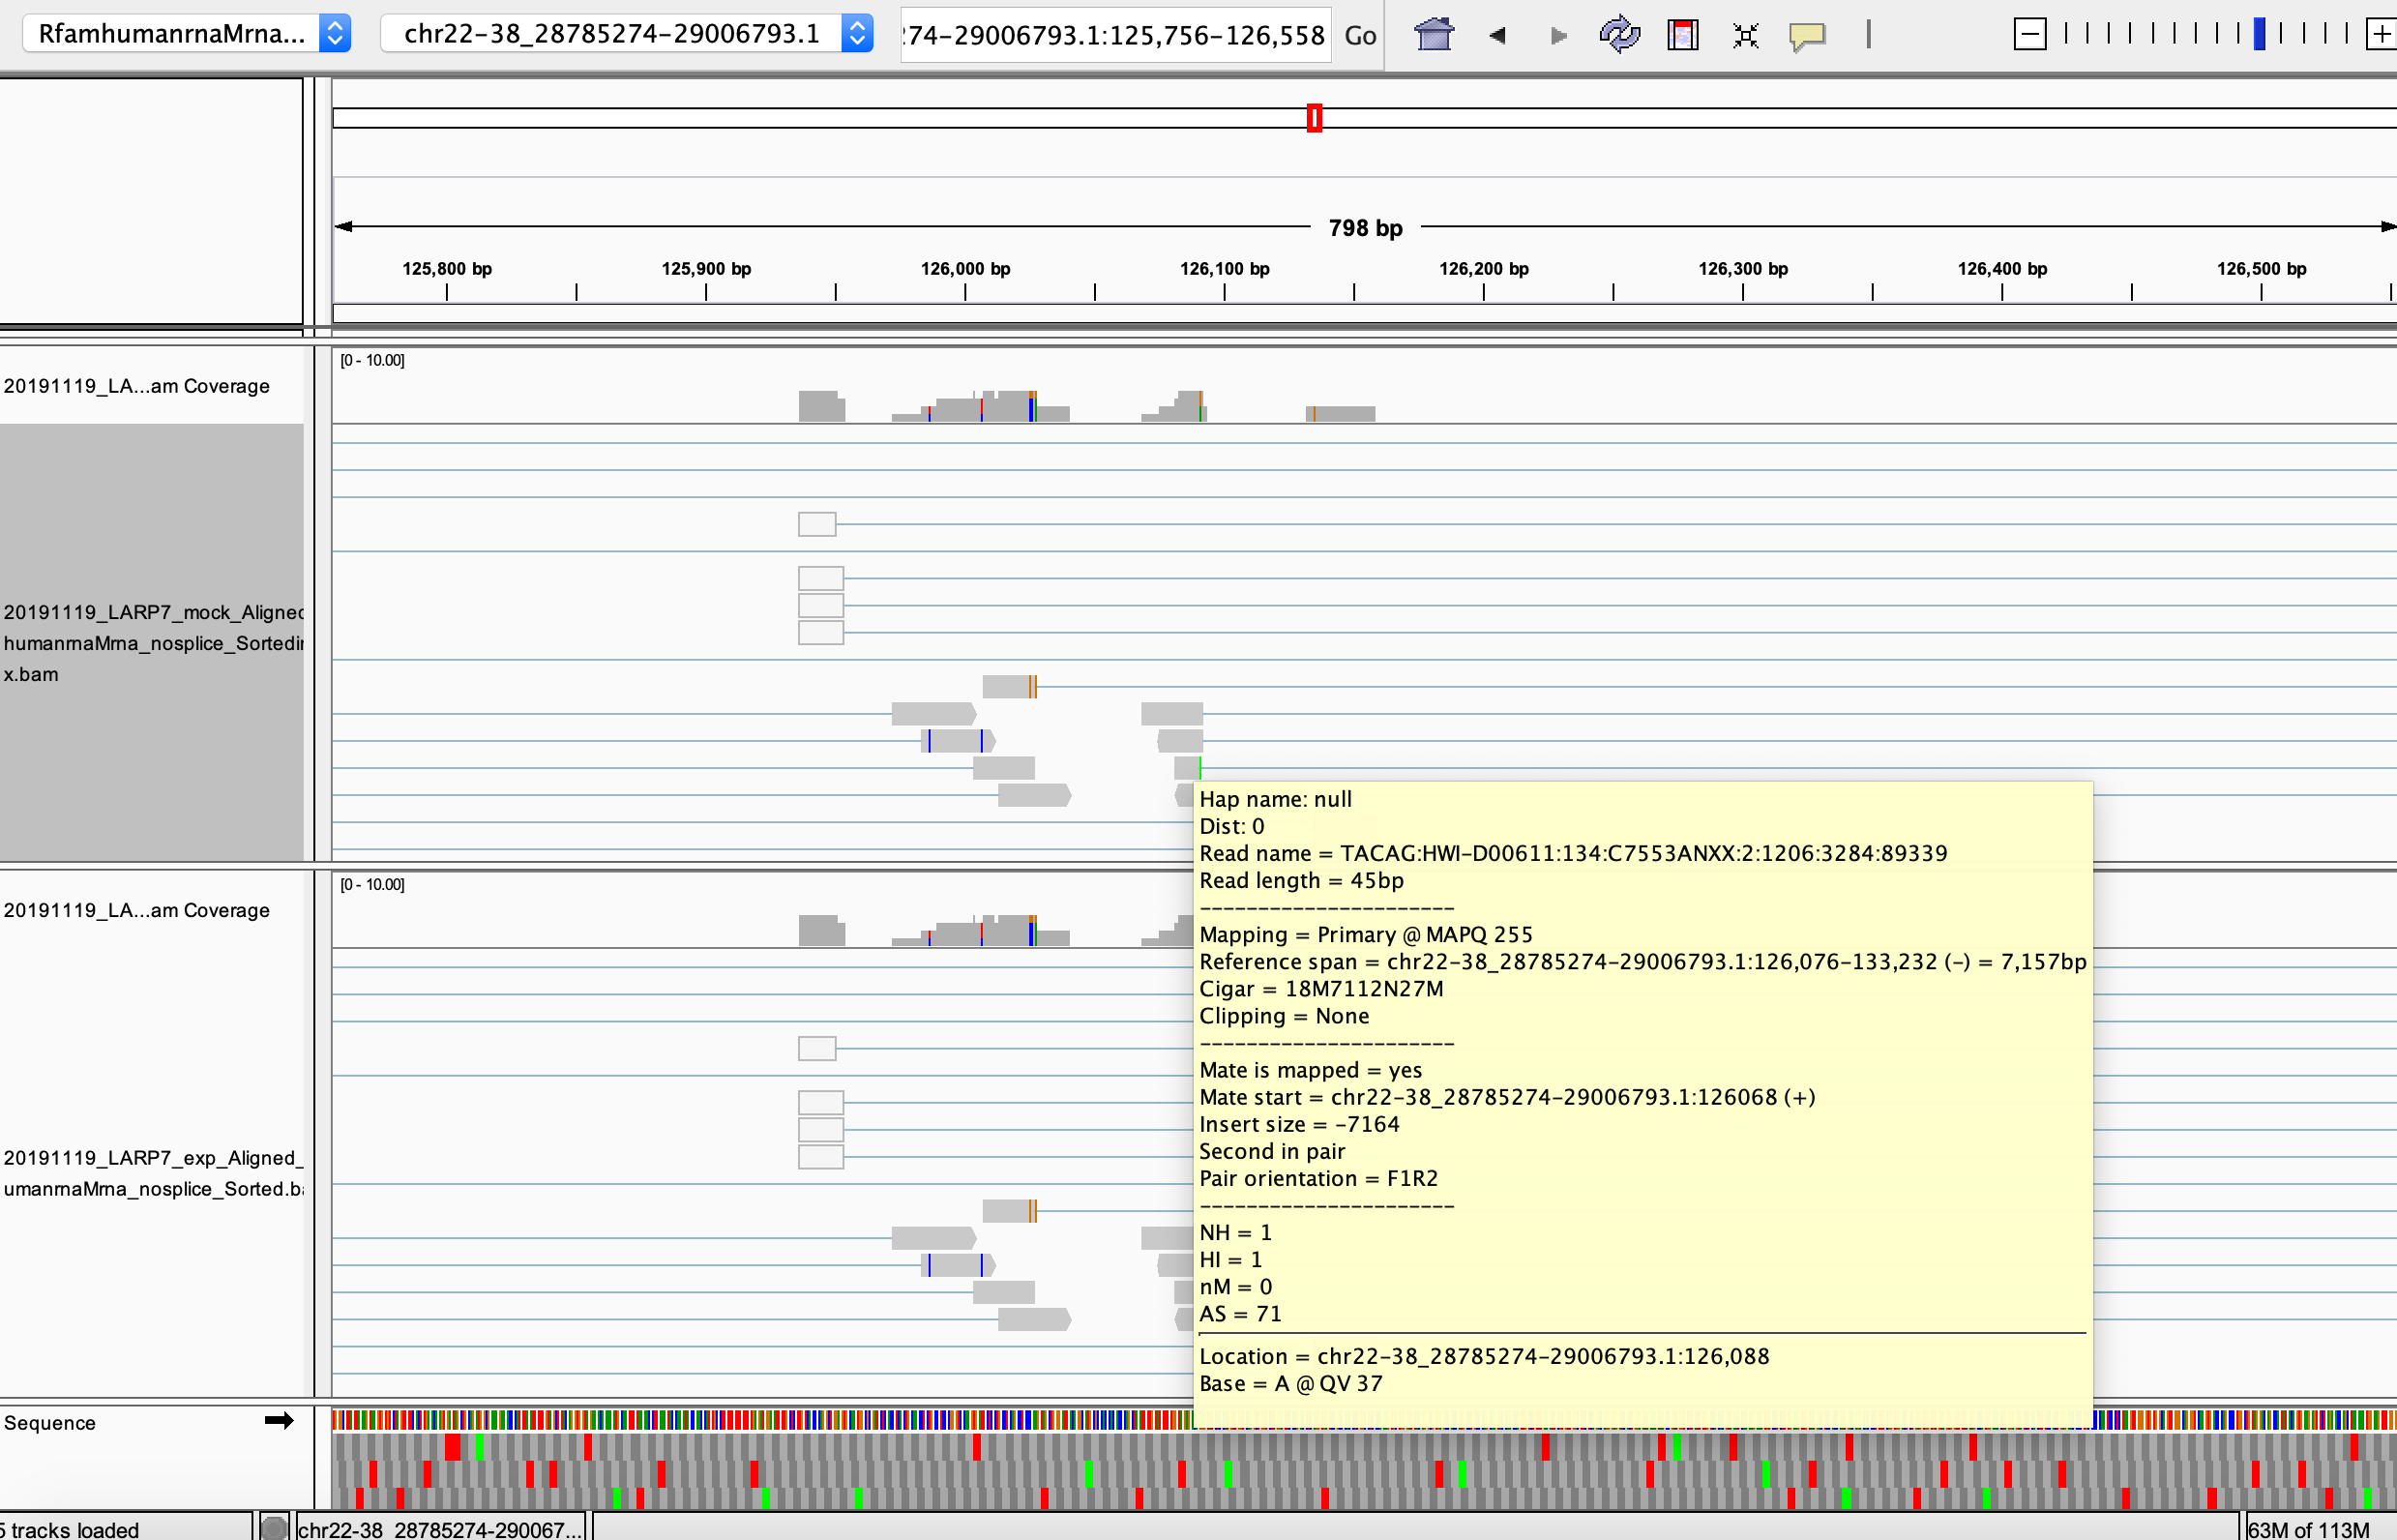 RfamhumanrnaMrna...
chr22-38_28785274-29006793.1
:74-29006793.1:125,756-126,558
Go
798 bp
125,800 bp 125,900 bp 126,000 bp 126,100 bp 126,200 bp 126,300 bp 126,400 bp 126,500 bp
20191119_LA...am Coverage
[0 - 10.00]
20191119_LARP7_mock_Aligned
humanrnaMrna_nosplice_Sortedir
x.bam
Hap name: null
Dist: 0
Read name = TACAG:HWI-D00611:134:C7553ANXX:2:1206:3284:89339
Read length = 45bp
----------------------
Mapping = Primary @ MAPQ 255
Reference span = chr22-38_28785274-29006793.1:126,076-133,232 (-) = 7,157bp
Cigar = 18M7112N27M
Clipping = None
----------------------
Mate is mapped = yes
Mate start = chr22-38_28785274-29006793.1:126068 (+)
Insert size = -7164
Second in pair
Pair orientation = F1R2
----------------------
NH = 1
HI = 1
nM = 0
AS = 71
Location = chr22-38_28785274-29006793.1:126,088
Base = A @ QV 37
20191119_LA...am Coverage
[0 - 10.00]
20191119_LARP7_exp_Aligned_
umanrnaMrna_nosplice_Sorted.ba
Sequence
5 tracks loaded
chr22-38_28785274-290067...
63M of 113M